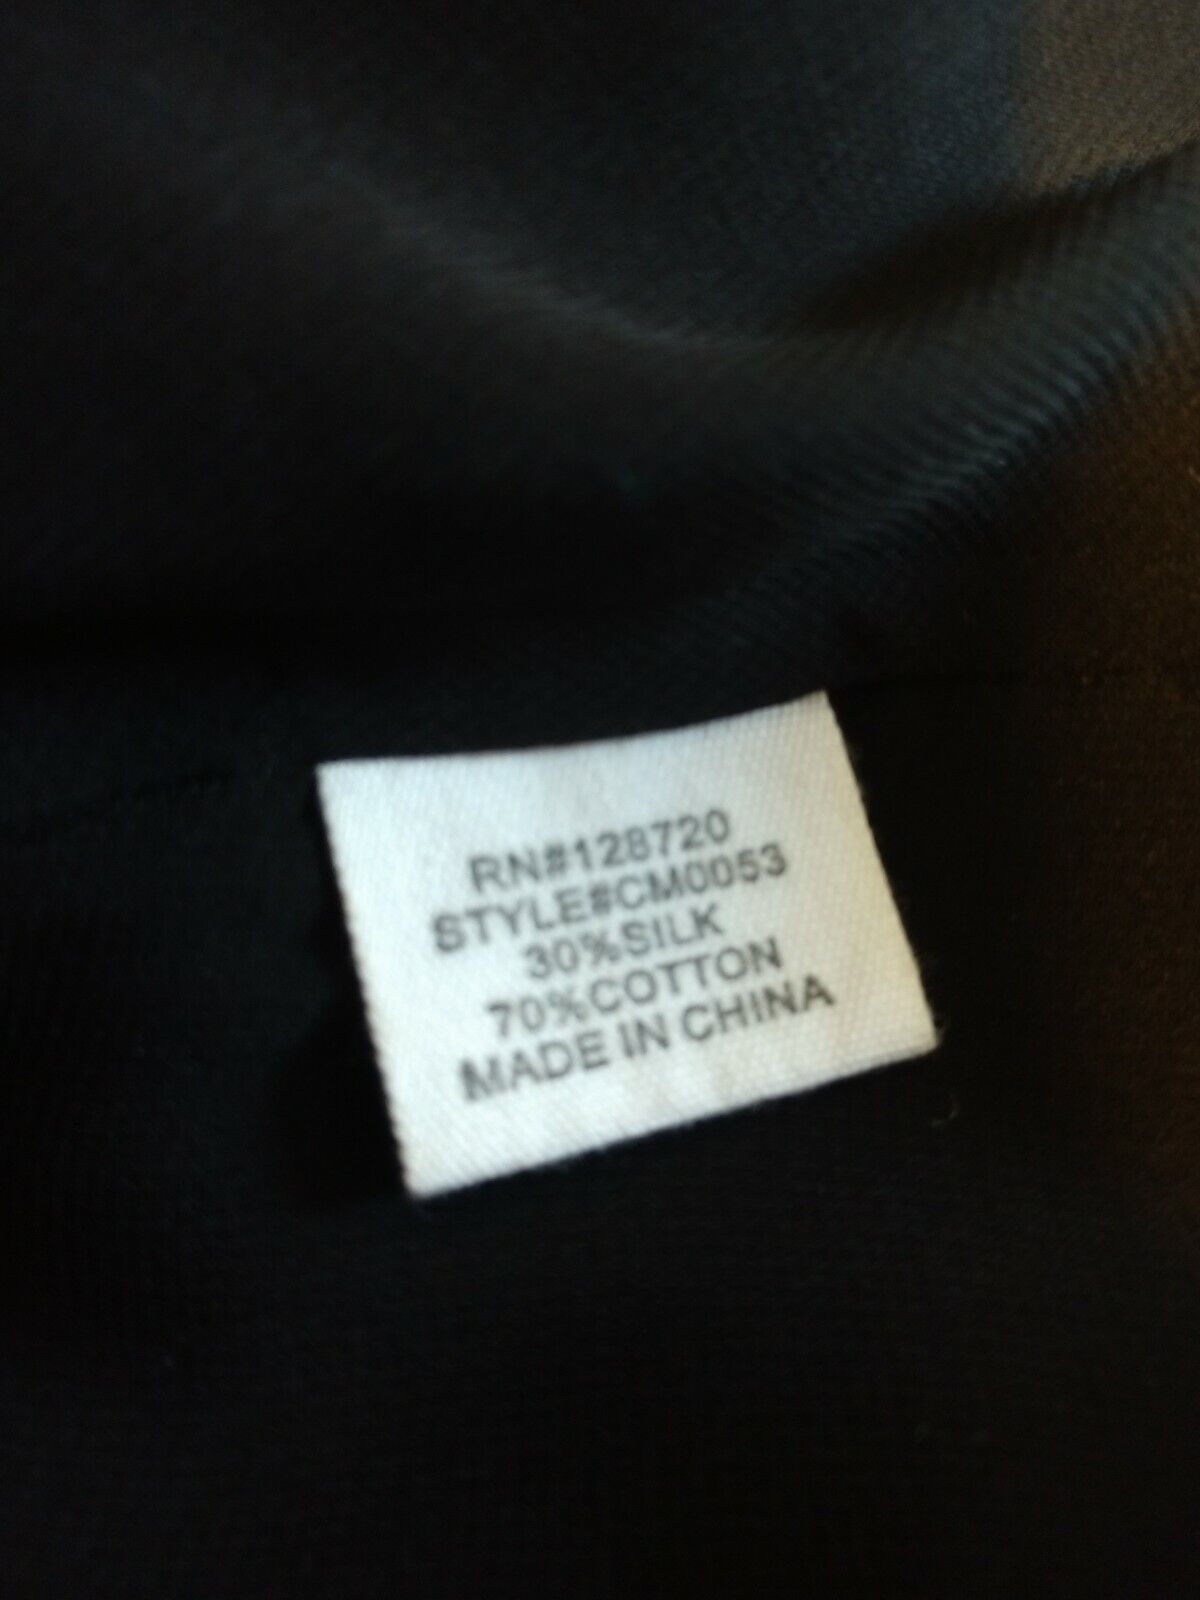 RN#128720
STYLE#CM0053
30%SILK
70%COTTON
MADE IN CHINA